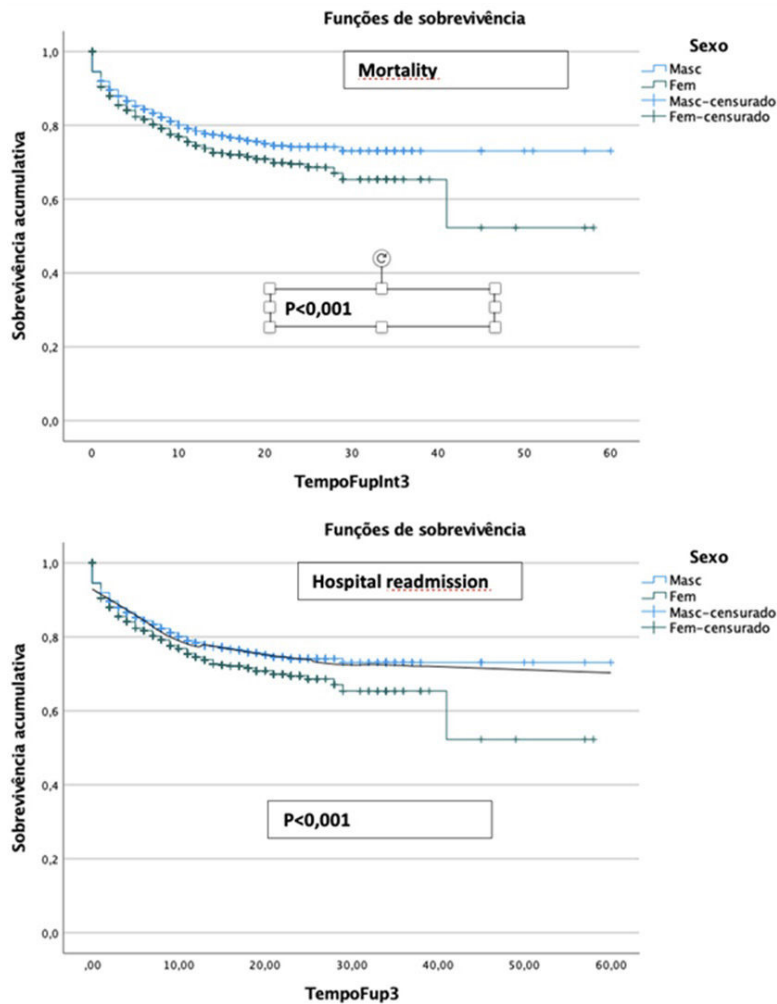 Funções de sobrevivência
Mortality
Sexo
Masc
Fem
Masc-censurado
Fem-censurado
Sobrevivência acumulativa
1,0
0,8
0,6
0,4
0,2
0,0
P<0,001
0 10 20 30 40 50 60
TempoFupInt3
Funções de sobrevivência
Hospital readmission
Sexo
Masc
Fem
Masc-censurado
Fem-censurado
Sobrevivência acumulativa
1,0
0,8
0,6
0,4
0,2
0,0
P<0,001
,00 10,00 20,00 30,00 40,00 50,00 60,00
TempoFup3